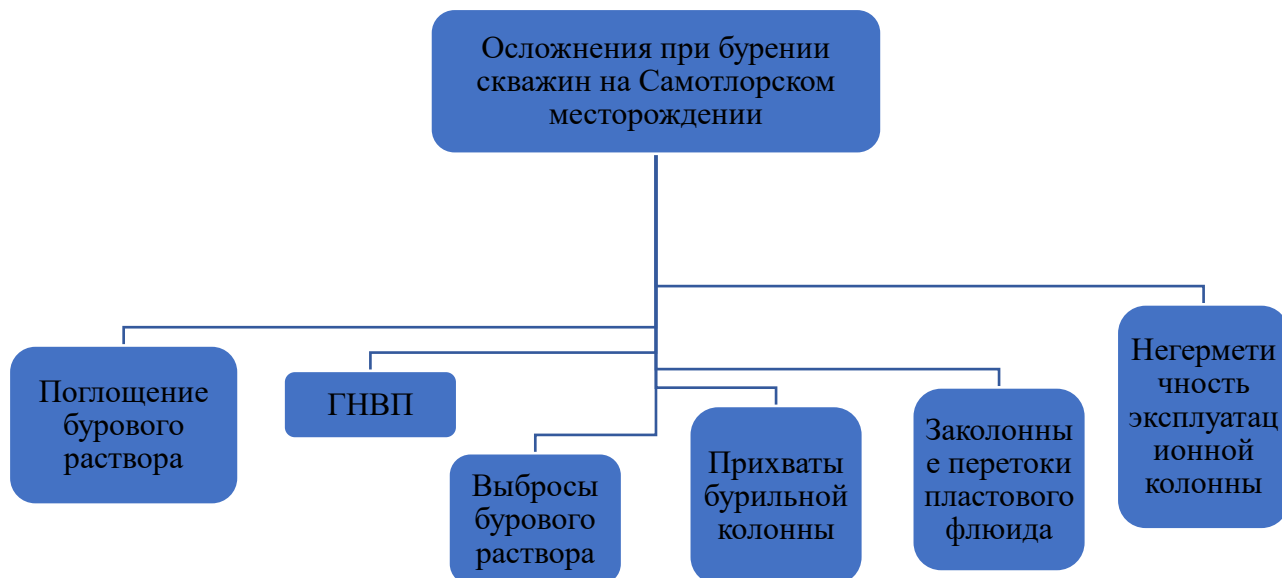 Осложнения при бурении
скважин на Самотлорском
месторождении
Поглощение
бурового
раствора
ГНВП
Выбросы
бурового
раствора
Прихваты
бурильной
колонны
Заколонны
е перетоки
пластового
флюида
Негермети
чность
эксплуатац
ионной
колонны